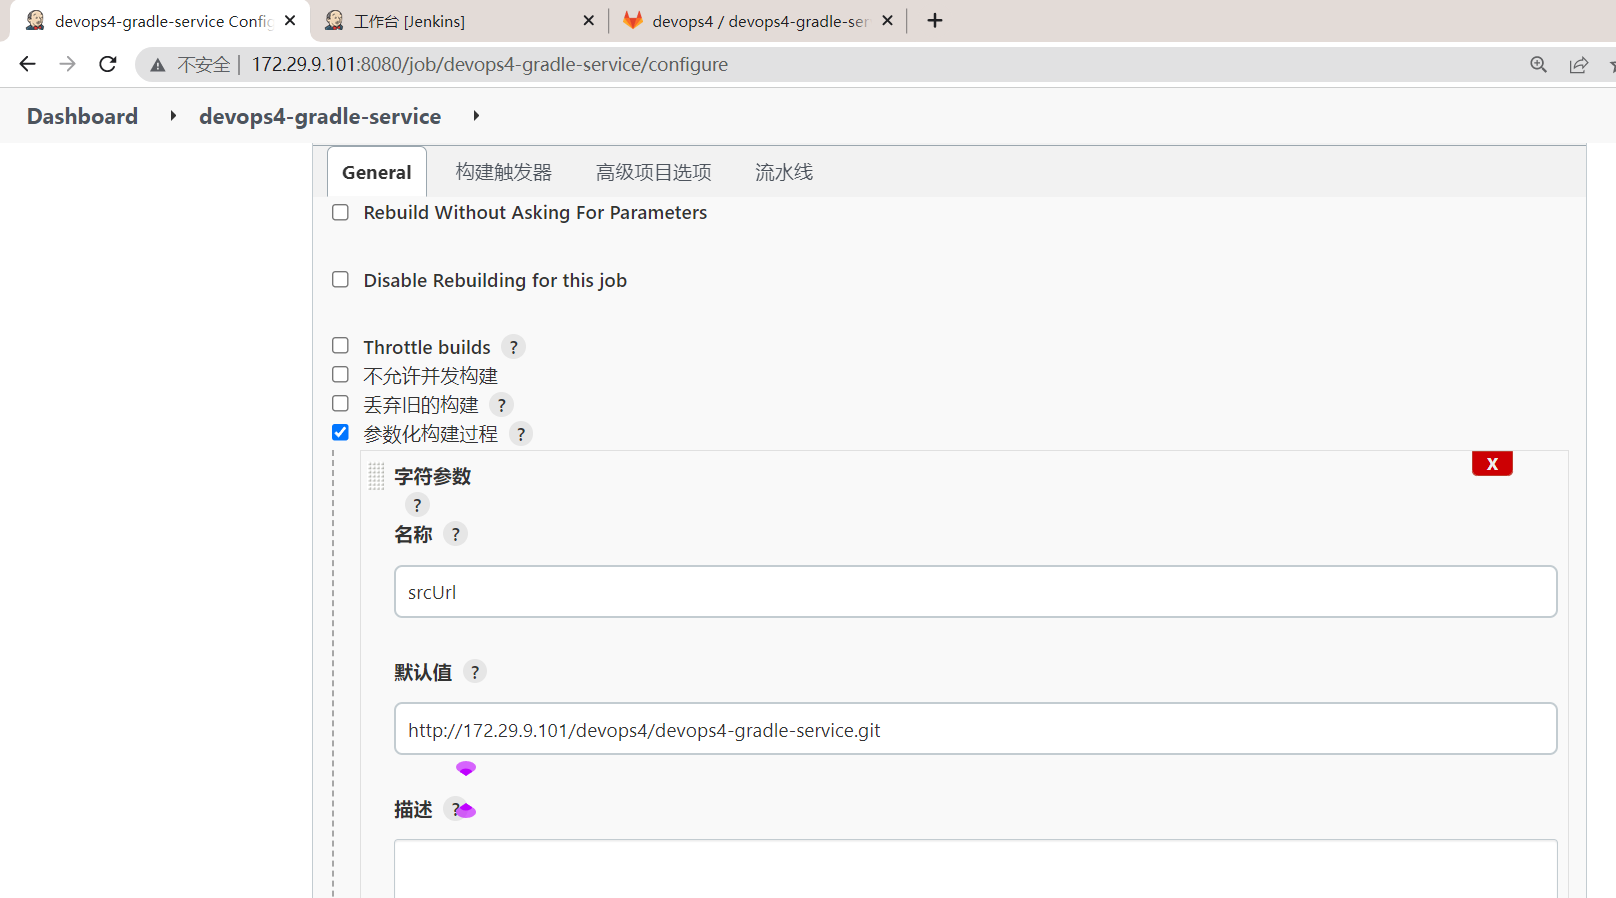 devops4-gradle-service Config
工作台 [Jenkins]
devops4 / devops4-gradle-ser
不安全 | 172.29.9.101:8080/job/devops4-gradle-service/configure
Dashboard
devops4-gradle-service
General
构建触发器
高级项目选项
流水线
Rebuild Without Asking For Parameters
Disable Rebuilding for this job
Throttle builds ?
不允许并发构建
丢弃旧的构建 ?
参数化构建过程 ?
字符参数
X
?
名称 ?
srcUrl
默认值 ?
http://172.29.9.101/devops4/devops4-gradle-service.git
描述 ?